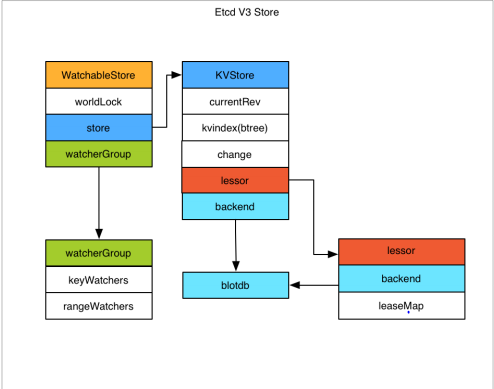 Etcd V3 Store
WatchableStore
worldLock
store
watcherGroup
KVStore
currentRev
kvindex(btree)
change
lessor
backend
watcherGroup
keyWatchers
rangeWatchers
blotdb
lessor
backend
leaseMap